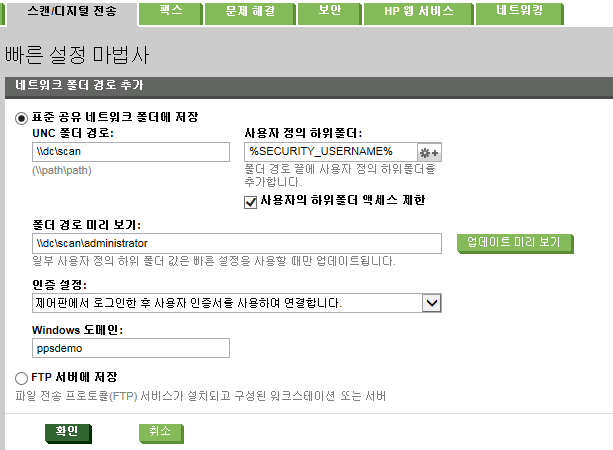 스캔/디지털 전송 팩스 문제 해결 보안 HP 웹 서비스 네트워킹
빠른 설정 마법사
네트워크 폴더 경로 추가
표준 공유 네트워크 폴더에 저장
UNC 폴더 경로: 사용자 정의 하위폴더:
\\dc\scan %SECURITY_USERNAME%
(\\path\path) 폴더 경로 끝에 사용자 정의 하위폴더를
추가합니다.
사용자의 하위폴더 액세스 제한
폴더 경로 미리 보기:
\\dc\scan\administrator 업데이트 미리 보기
일부 사용자 정의 하위 폴더 값은 빠른 설정을 사용할 때만 업데이트됩니다.
인증 설정:
제어판에서 로그인한 후 사용자 인증서를 사용하여 연결합니다.
Windows 도메인:
ppsdemo
FTP 서버에 저장
파일 전송 프로토콜(FTP) 서비스가 설치되고 구성된 워크스테이션 또는 서버
확인 취소